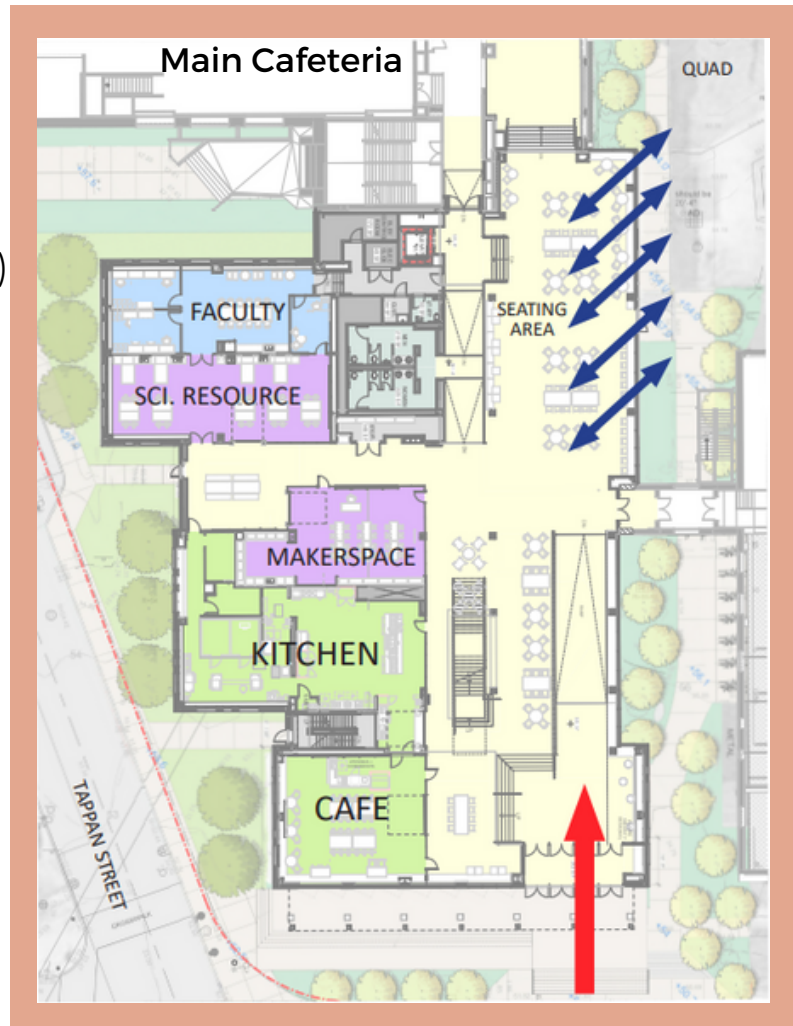 Main Cafeteria
QUAD
)
FACULTY
SEATING
AREA
SCI. RESOURCE
MAKERSPACE
KITCHEN
CAFE
TAPPAN STREET